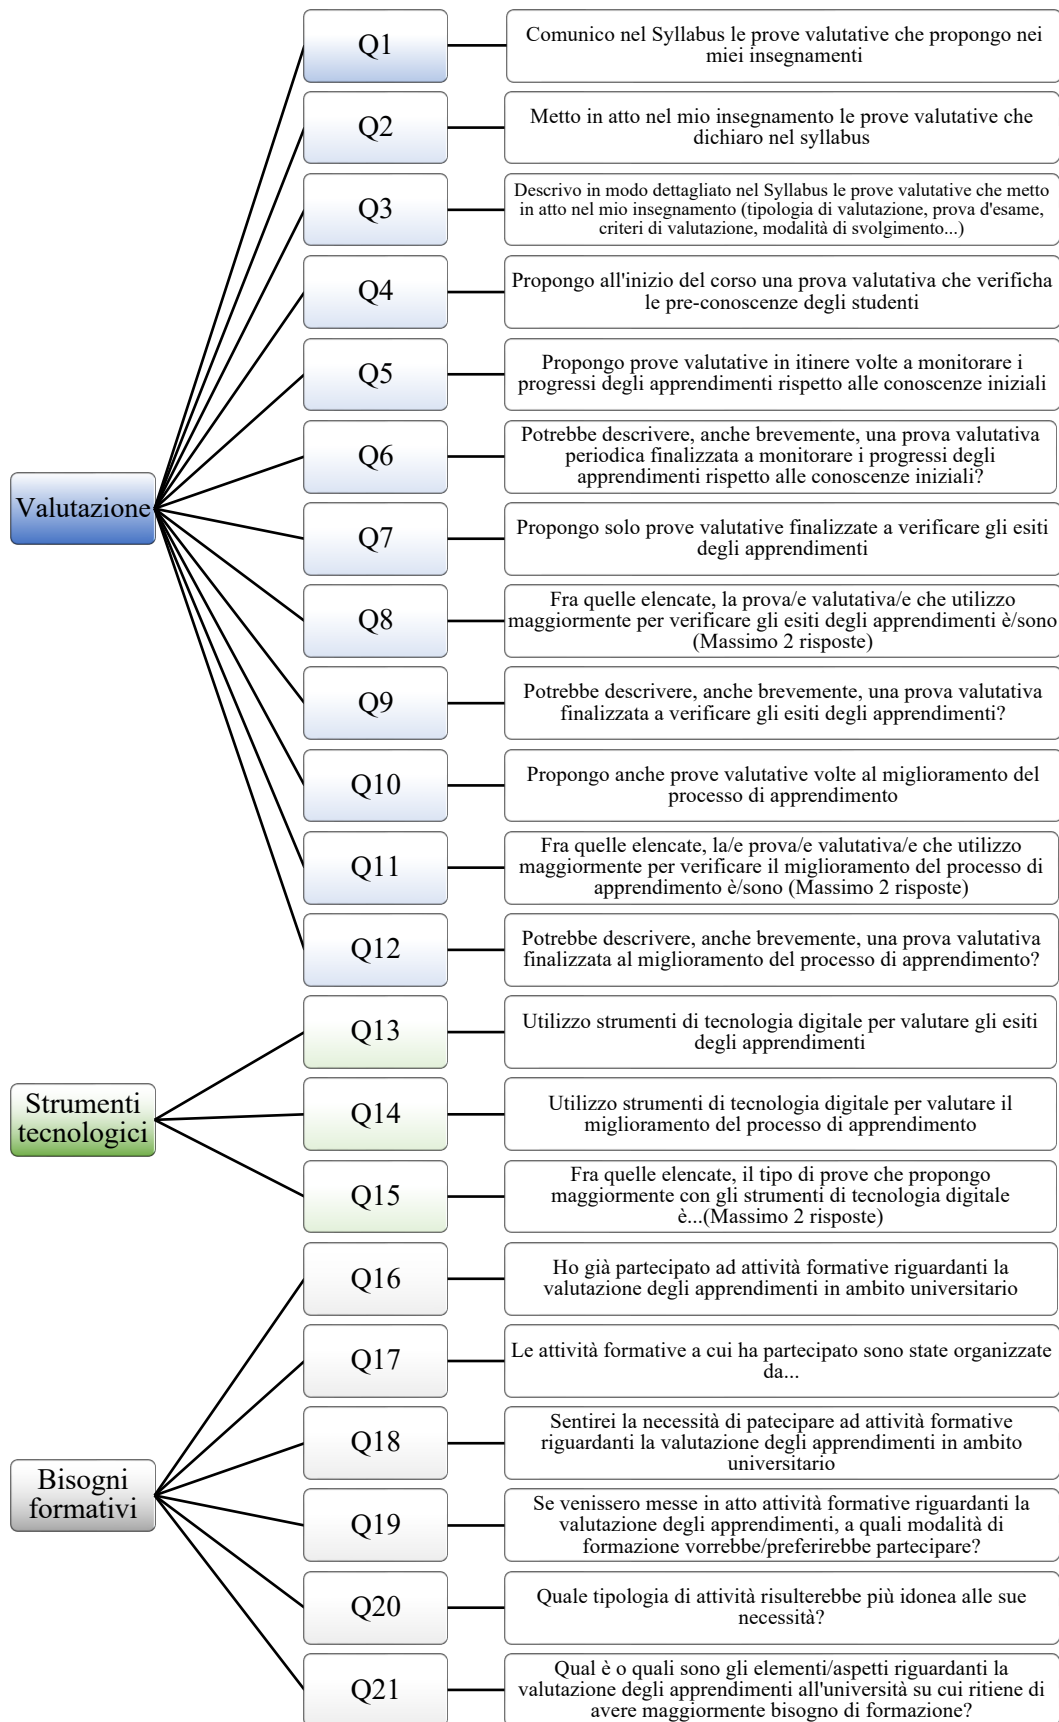 Q1
Comunico nel Syllabus le prove valutative che propongo nei
miei insegnamenti
Q2
Metto in atto nel mio insegnamento le prove valutative che
dichiaro nel syllabus
Q3
Descrivo in modo dettagliato nel Syllabus le prove valutative che metto
in atto nel mio insegnamento (tipologia di valutazione, prova d'esame,
criteri di valutazione, modalità di svolgimento...)
Q4
Propongo all'inizio del corso una prova valutativa che verificha
le pre-conoscenze degli studenti
Q5
Propongo prove valutative in itinere volte a monitorare i
progressi degli apprendimenti rispetto alle conoscenze iniziali
Q6
Potrebbe descrivere, anche brevemente, una prova valutativa
periodica finalizzata a monitorare i progressi degli
apprendimenti rispetto alle conoscenze iniziali?
Valutazione
Q7
Propongo solo prove valutative finalizzate a verificare gli esiti
degli apprendimenti
Q8
Fra quelle elencate, la prova/e valutativa/e che utilizzo
maggiormente per verificare gli esiti degli apprendimenti è/sono
(Massimo 2 risposte)
Q9
Potrebbe descrivere, anche brevemente, una prova valutativa
finalizzata a verificare gli esiti degli apprendimenti?
Q10
Propongo anche prove valutative volte al miglioramento del
processo di apprendimento
Q11
Fra quelle elencate, la/e prova/e valutativa/e che utilizzo
maggiormente per verificare il miglioramento del processo di
apprendimento è/sono (Massimo 2 risposte)
Q12
Potrebbe descrivere, anche brevemente, una prova valutativa
finalizzata al miglioramento del processo di apprendimento?
Q13
Utilizzo strumenti di tecnologia digitale per valutare gli esiti
degli apprendimenti
Strumenti
tecnologici
Q14
Utilizzo strumenti di tecnologia digitale per valutare il
miglioramento del processo di apprendimento
Q15
Fra quelle elencate, il tipo di prove che propongo
maggiormente con gli strumenti di tecnologia digitale
è...(Massimo 2 risposte)
Q16
Ho già partecipato ad attività formative riguardanti la
valutazione degli apprendimenti in ambito universitario
Q17
Le attività formative a cui ha partecipato sono state organizzate
da...
Q18
Sentirei la necessità di patecipare ad attività formative
riguardanti la valutazione degli apprendimenti in ambito
universitario
Bisogni
formativi
Q19
Se venissero messe in atto attività formative riguardanti la
valutazione degli apprendimenti, a quali modalità di
formazione vorrebbe/preferirebbe partecipare?
Q20
Quale tipologia di attività risulterebbe più idonea alle sue
necessità?
Q21
Qual è o quali sono gli elementi/aspetti riguardanti la
valutazione degli apprendimenti all'università su cui ritiene di
avere maggiormente bisogno di formazione?